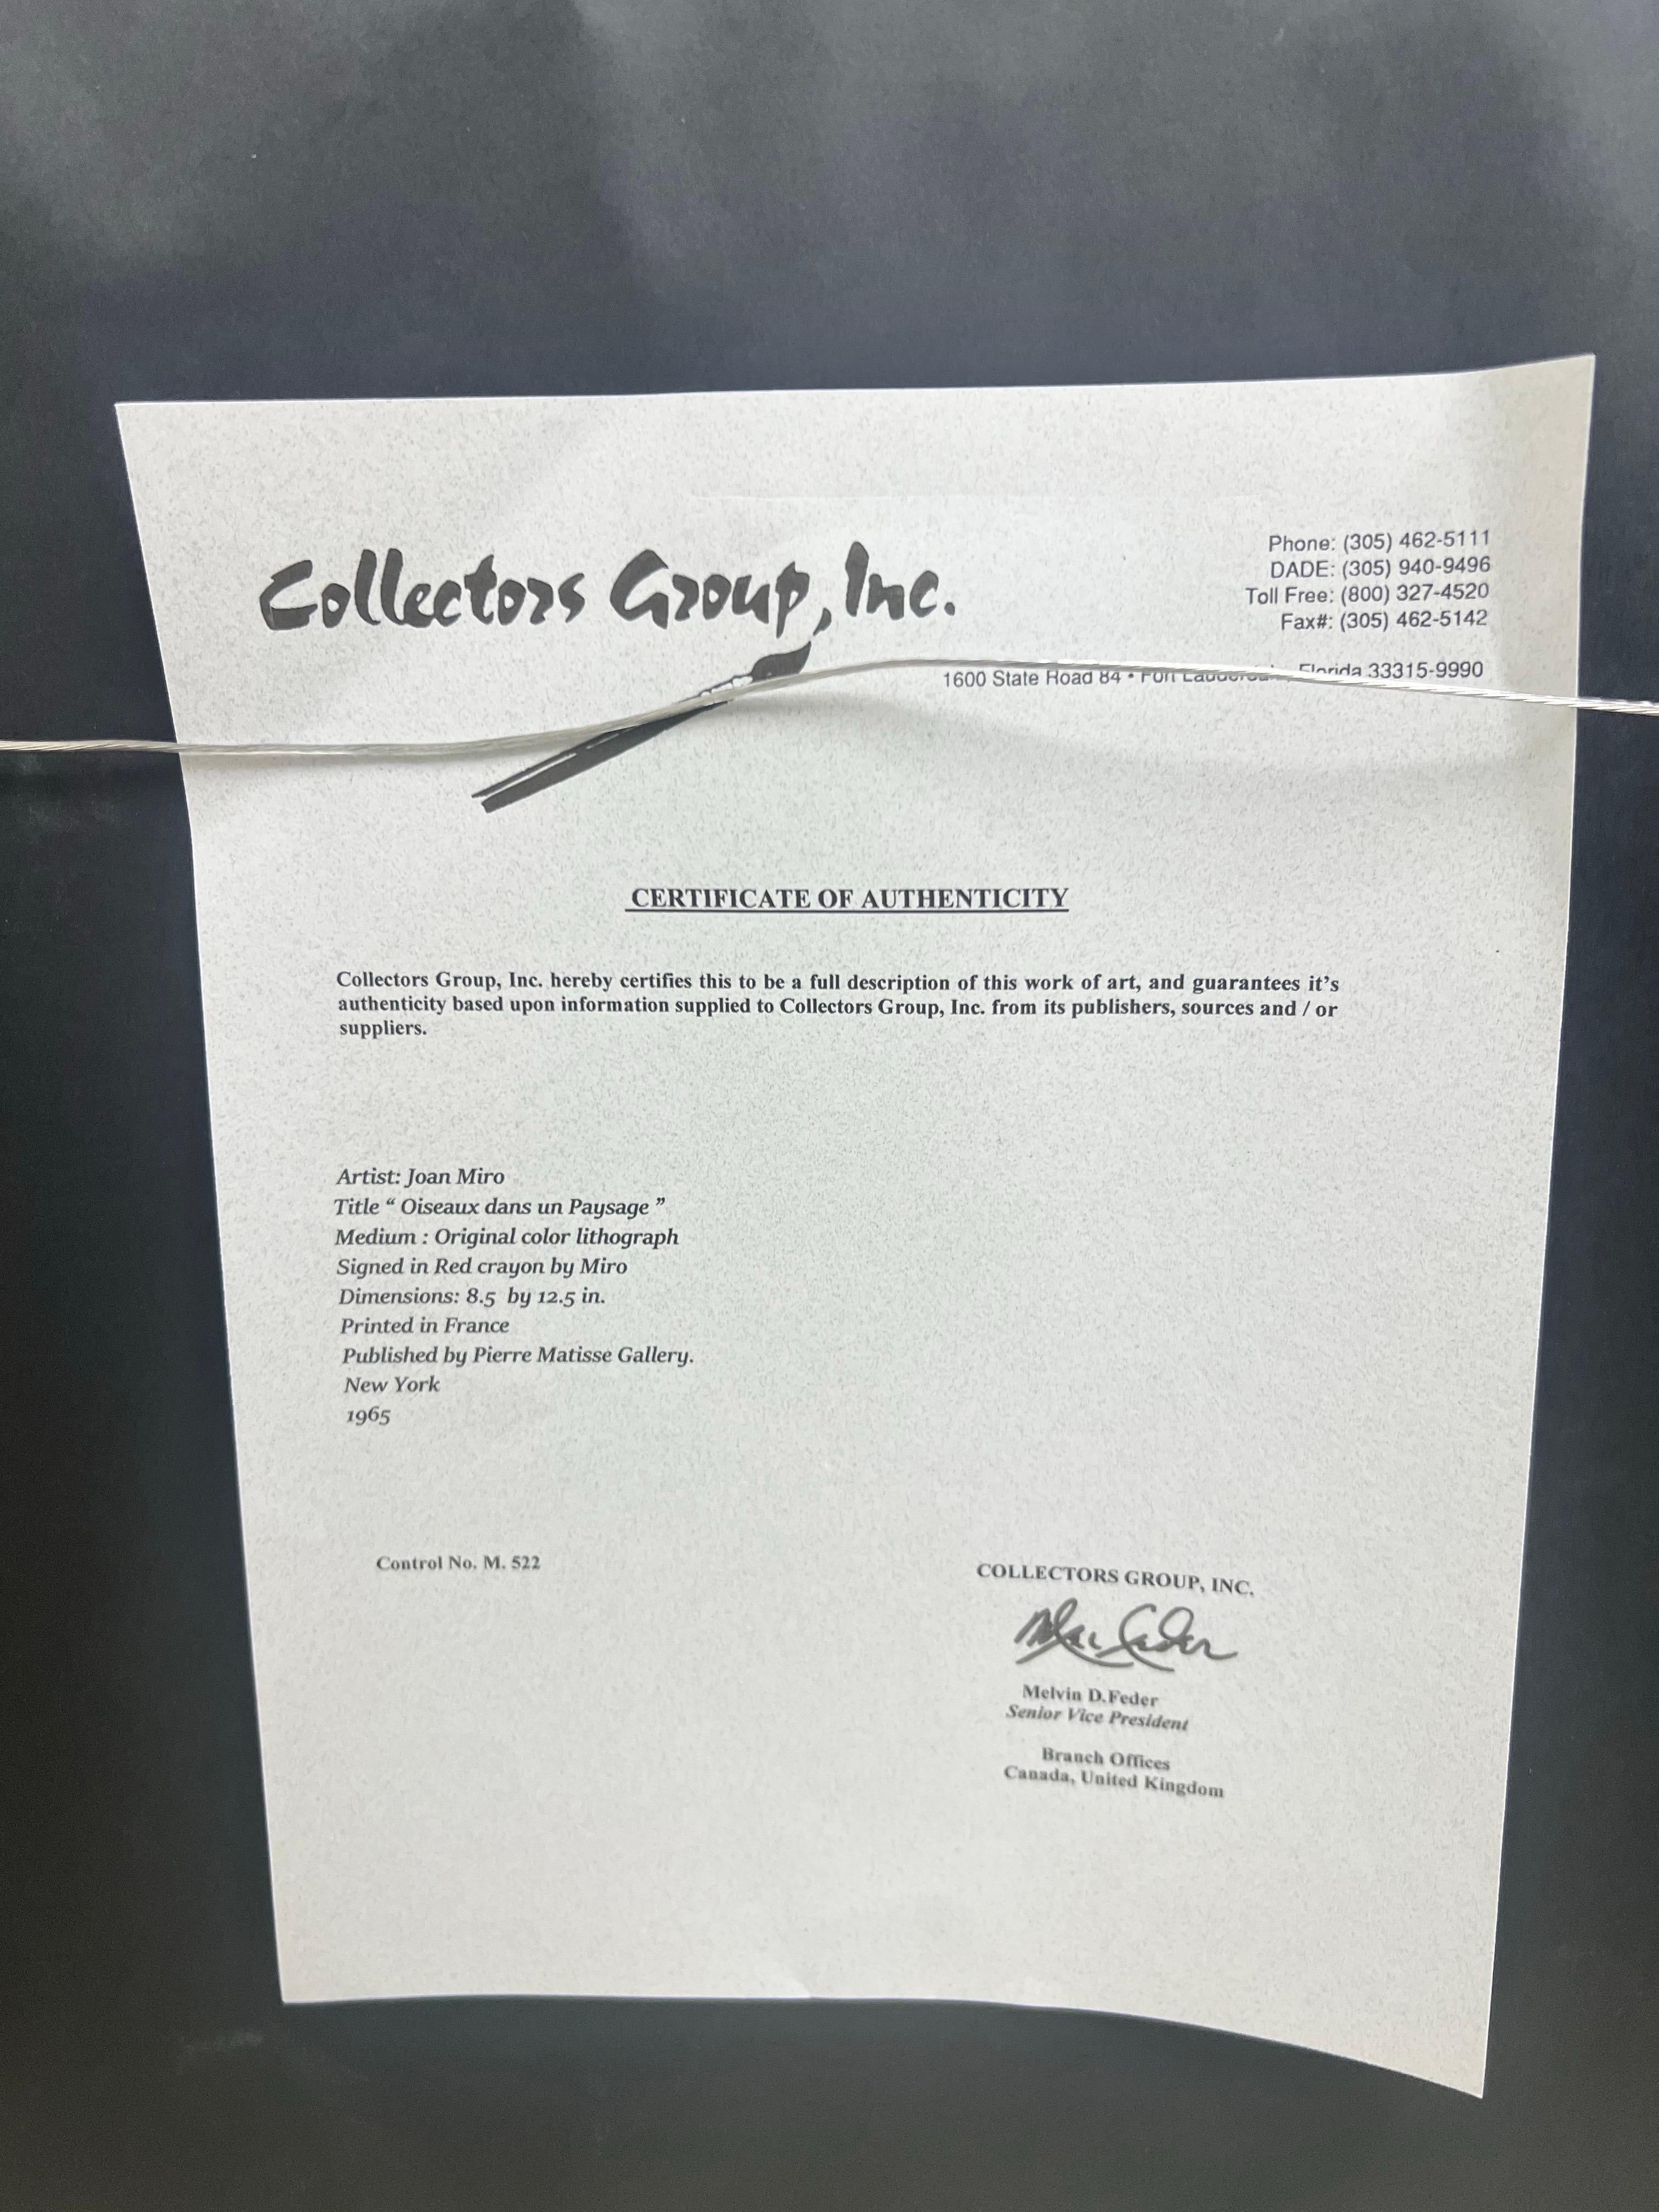 Collectors Group, Inc.
Phone: (305) 462-5111
DADE: (305) 940-9496
Toll Free: (800) 327-4520
Fax#: (305) 462-5142
1600 State Road 84 • Fort Florida 33315-9990
CERTIFICATE OF AUTHENTICITY
Collectors Group, Inc. hereby certifies this to be a full description of this work of art, and guarantees it's
authenticity based upon information supplied to Collectors Group, Inc. from its publishers, sources and / or
suppliers.
Artist: Joan Miro
Title “ Oiseaux dans un Paysage ”
Medium : Original color lithograph
Signed in Red crayon by Miro
Dimensions: 8.5 by 12.5 in.
Printed in France
Published by Pierre Matisse Gallery.
New York
1965
Control No. M. 522
COLLECTORS GROUP, INC.
Melvin D.Feder
Senior Vice President
Branch Offices
Canada, United Kingdom